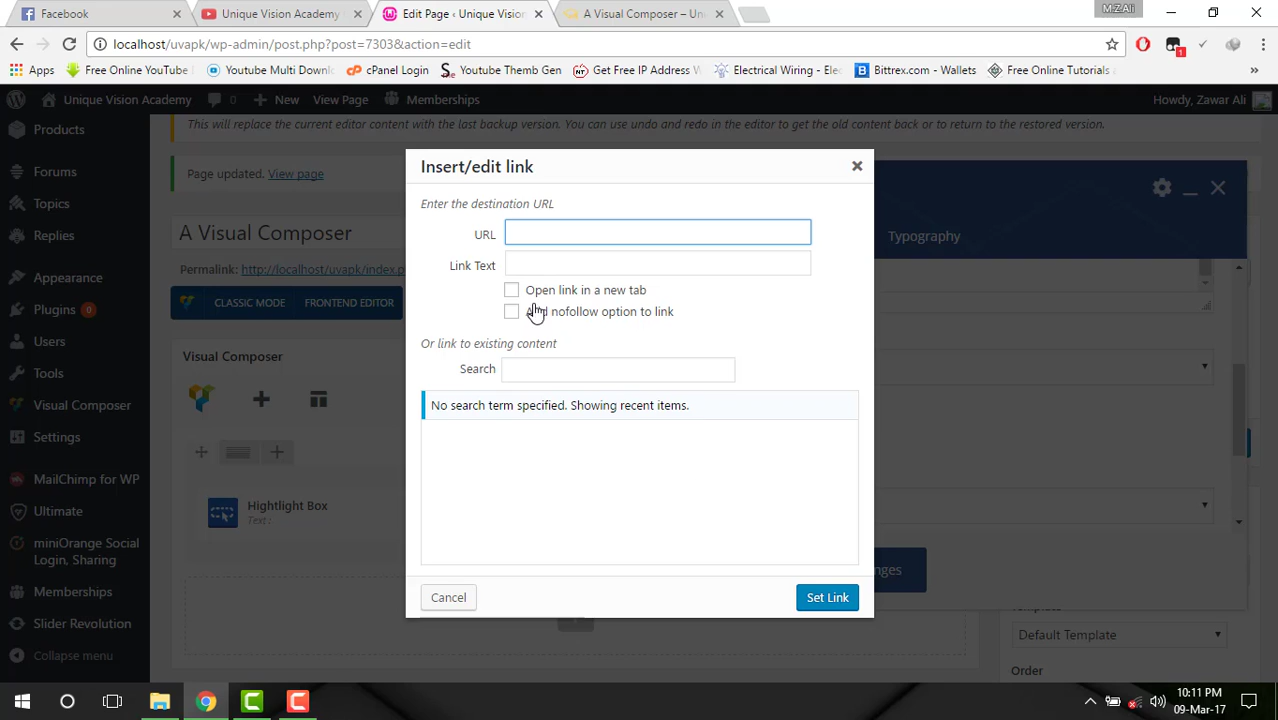 Facebook
Unique Vision Academy
Edit Page ‹ Unique Vision
A Visual Composer – Un
M.Z.Ali
localhost/uvapk/wp-admin/post.php?post=7303&action=edit
1
Apps
Free Online YouTube
Youtube Multi Down
cPanel Login
Youtube Themb Gen
Get Free IP Address
Electrical Wiring - Ele
Bittrex.com - Wallets
Free Online Tutorials
Unique Vision Academy
0
New
View Page
Memberships
Howdy, Zawar Ali
This will replace the current editor content with the last backup version. You can use undo and redo in the editor to get the old content back or to return to the restored version.
Products
Forums
Topics
Replies
Appearance
Plugins 0
Users
Tools
Visual Composer
Settings
MailChimp for WP
Ultimate
miniOrange Social
Login, Sharing
Memberships
Slider Revolution
Collapse menu
Page updated. View page
A Visual Composer
Permalink: http://localhost/uvapk/index.p
CLASSIC MODE
FRONTEND EDITOR
Visual Composer
Hightlight Box
Text :
Typography
Insert/edit link
Enter the destination URL
URL
Link Text
Open link in a new tab
nofollow option to link
Or link to existing content
Search
No search term specified. Showing recent items.
Cancel
Set Link
nges
Template
Default Template
Order
10:11 PM
09-Mar-17